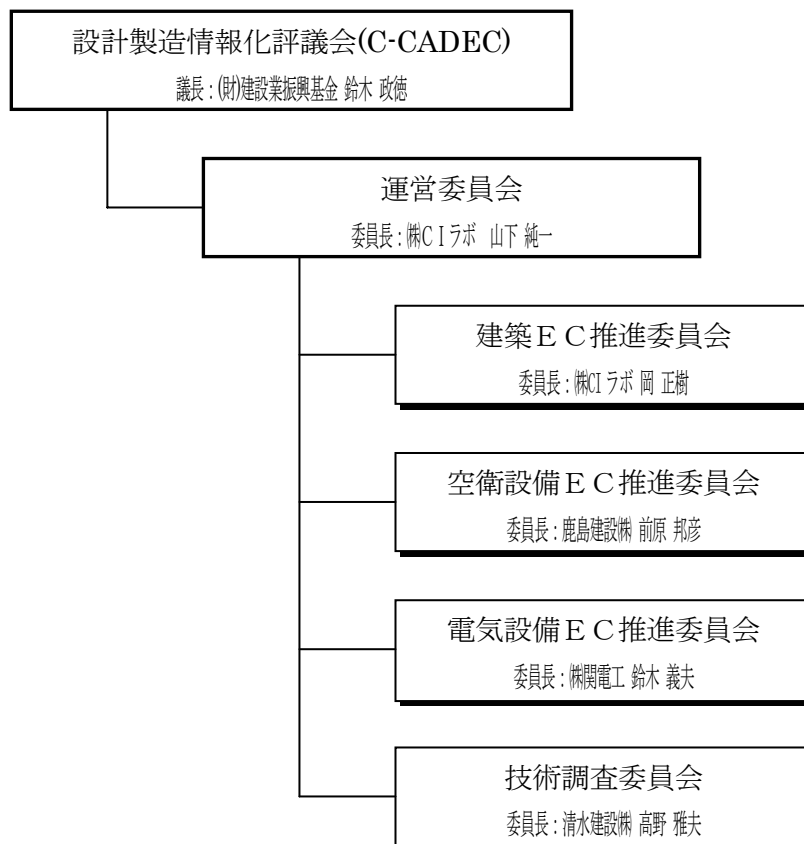 設計製造情報化評議会(C-CADEC)
議長：(財)建設業振興基金 鈴木 政徳
運営委員会
委員長：㈱ＣＩラボ　山下 純一
建築ＥＣ推進委員会
委員長：㈱CIラボ 岡 正樹
空衛設備ＥＣ推進委員会
委員長：鹿島建設㈱ 前原 邦彦
電気設備ＥＣ推進委員会
委員長：㈱関電工 鈴木 義夫
技術調査委員会
委員長：清水建設㈱ 高野 雅夫